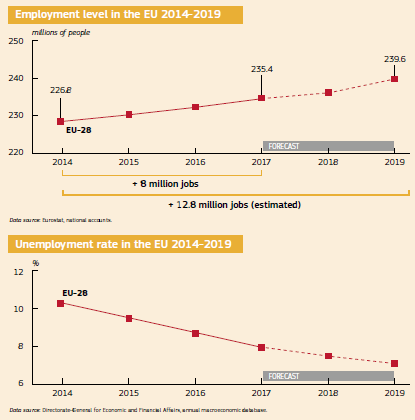 Employment level in the EU 2014-2019
millions of people
250
240
230
220
226.8
235.4
239.6
EU-28
FORECAST
2014 2015 2016 2017 2018 2019
+ 8 million jobs
+ 12.8 million jobs (estimated)
Data source: Eurostat, national accounts.
Unemployment rate in the EU 2014-2019
%
12
10
8
6
EU-28
FORECAST
2014 2015 2016 2017 2018 2019
Data source: Directorate-General for Economic and Financial Affairs, annual macroeconomic database.